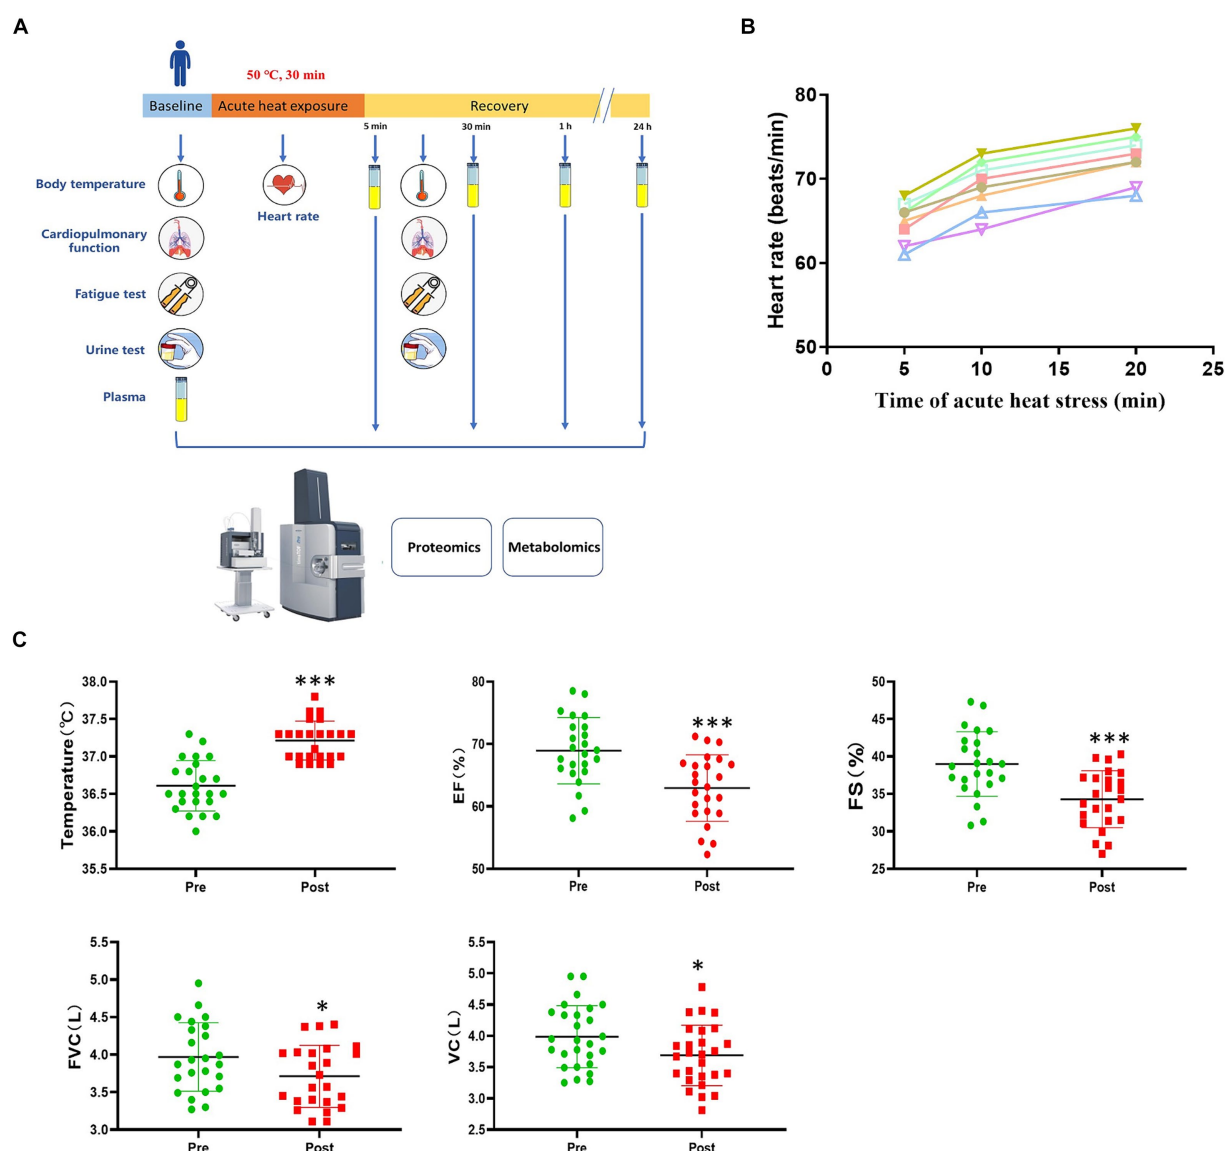 A
50 °C, 30 min
Baseline
Acute heat exposure
Recovery
5 min
30 min
1 h
24 h
Body temperature
Heart rate
Cardiopulmonary
function
Fatigue test
Urine test
Plasma
Proteomics
Metabolomics
B
80
70
60
50
Heart rate (beats/min)
0
5
10
15
20
25
Time of acute heat stress (min)
C
38.0
37.5
37.0
36.5
36.0
35.5
Temperature(℃)
***
Pre
Post
80
70
60
50
EF(%)
***
Pre
Post
50
45
40
35
30
25
FS(%)
***
Pre
Post
5.5
5.0
4.5
4.0
3.5
3.0
FVC(L)
*
Pre
Post
5.5
5.0
4.5
4.0
3.5
3.0
2.5
VC(L)
*
Pre
Post